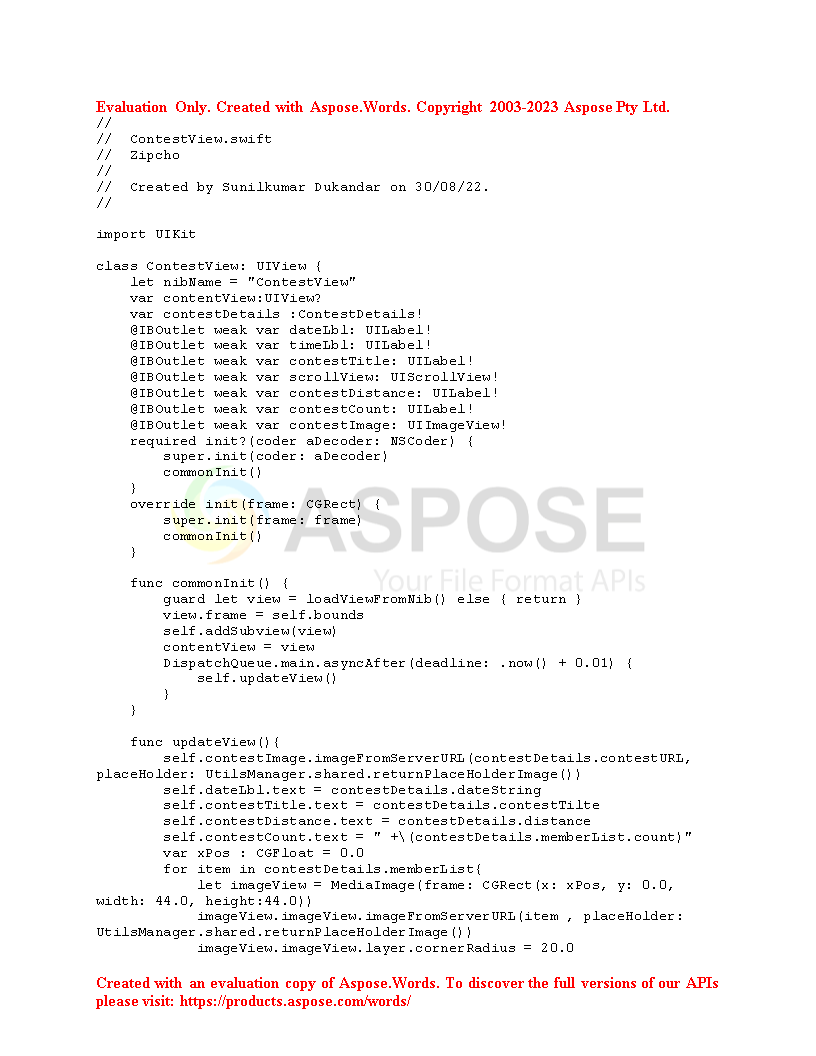 Evaluation Only. Created with Aspose.Words. Copyright 2003-2023 Aspose Pty Ltd.
//
//  ContestView.swift
//  Zipcho
//
//  Created by Sunilkumar Dukandar on 30/08/22.
//
import UIKit
class ContestView: UIView {
    let nibName = "ContestView"
    var contentView:UIView?
    var contestDetails :ContestDetails!
    @IBOutlet weak var dateLbl: UILabel!
    @IBOutlet weak var timeLbl: UILabel!
    @IBOutlet weak var contestTitle: UILabel!
    @IBOutlet weak var scrollView: UIScrollView!
    @IBOutlet weak var contestDistance: UILabel!
    @IBOutlet weak var contestCount: UILabel!
    @IBOutlet weak var contestImage: UIImageView!
    required init?(coder aDecoder: NSCoder) {
        super.init(coder: aDecoder)
        commonInit()
    }
    override init(frame: CGRect) {
        super.init(frame: frame)
        commonInit()
    }
ASPOSE
Your File Format APIs
    func commonInit() {
        guard let view = loadViewFromNib() else { return }
        view.frame = self.bounds
        self.addSubview(view)
        contentView = view
        DispatchQueue.main.asyncAfter(deadline: .now() + 0.01) {
            self.updateView()
        }
    }
    func updateView(){
        self.contestImage.imageFromServerURL(contestDetails.contestURL,
placeHolder: UtilsManager.shared.returnPlaceHolderImage())
        self.dateLbl.text = contestDetails.dateString
        self.contestTitle.text = contestDetails.contestTilte
        self.contestDistance.text = contestDetails.distance
        self.contestCount.text = " +\(contestDetails.memberList.count)"
        var xPos : CGFloat = 0.0
        for item in contestDetails.memberList{
            let imageView = MediaImage(frame: CGRect(x: xPos, y: 0.0,
width: 44.0, height:44.0))
            imageView.imageView.imageFromServerURL(item , placeHolder:
UtilsManager.shared.returnPlaceHolderImage())
            imageView.imageView.layer.cornerRadius = 20.0
Created with an evaluation copy of Aspose.Words. To discover the full versions of our APIs
please visit: https://products.aspose.com/words/